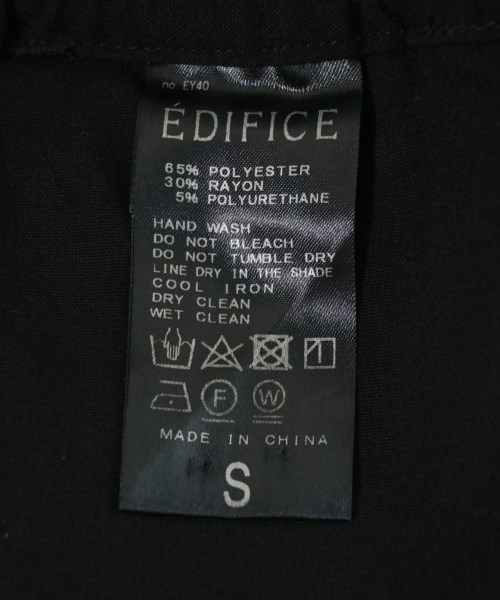 no EY40
ÉDIFICE
65% POLYESTER
30% RAYON
5% POLYURETHANE
HAND WASH
DO NOT BLEACH
DO NOT TUMBLE DRY
LINE DRY IN THE SHADE
COOL IRON
DRY CLEAN
WET CLEAN
F W
MADE IN CHINA
S